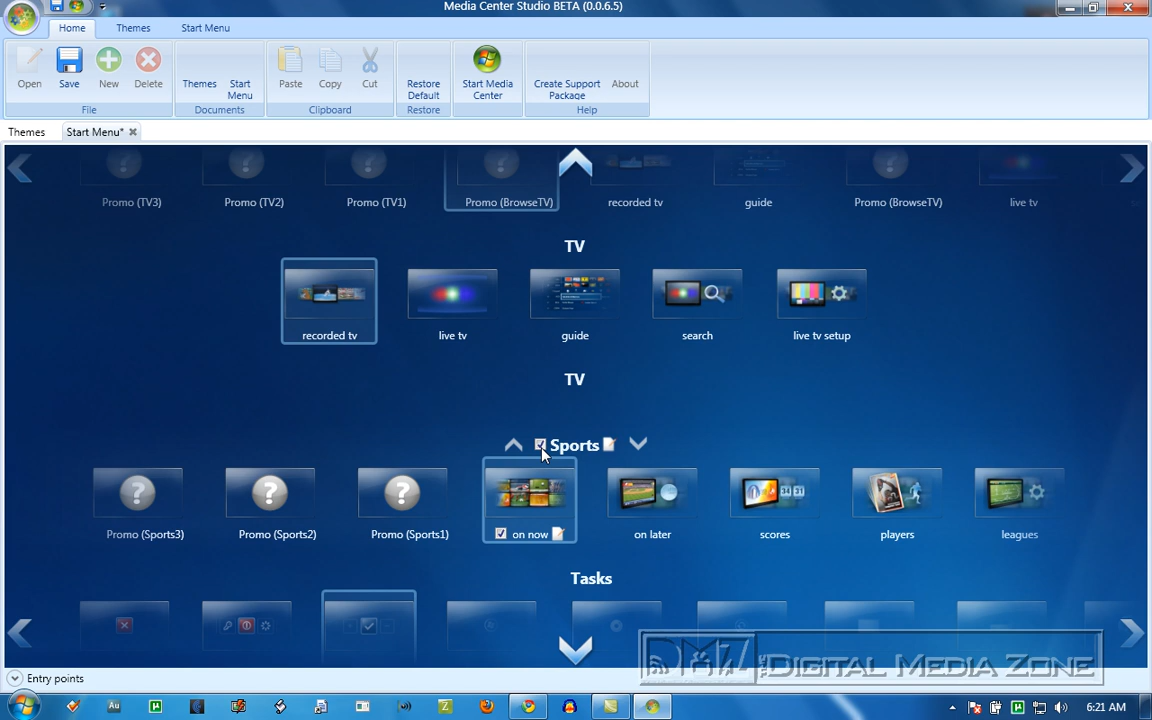 Media Center Studio BETA (0.0.6.5)
Home Themes Start Menu
Open Save New Delete Themes Start Menu Paste Copy Cut Restore Default Start Media Center Create Support Package About
File Documents Clipboard Restore Help
Themes Start Menu*
Promo (TV3) Promo (TV2) Promo (TV1) Promo (BrowseTV) recorded tv guide Promo (BrowseTV) live tv
TV
recorded tv live tv guide search live tv setup
TV
Sports
Promo (Sports3) Promo (Sports2) Promo (Sports1) on now on later scores players leagues
Tasks
THE DIGITAL MEDIA ZONE
Entry points
Au Z 6:21 AM